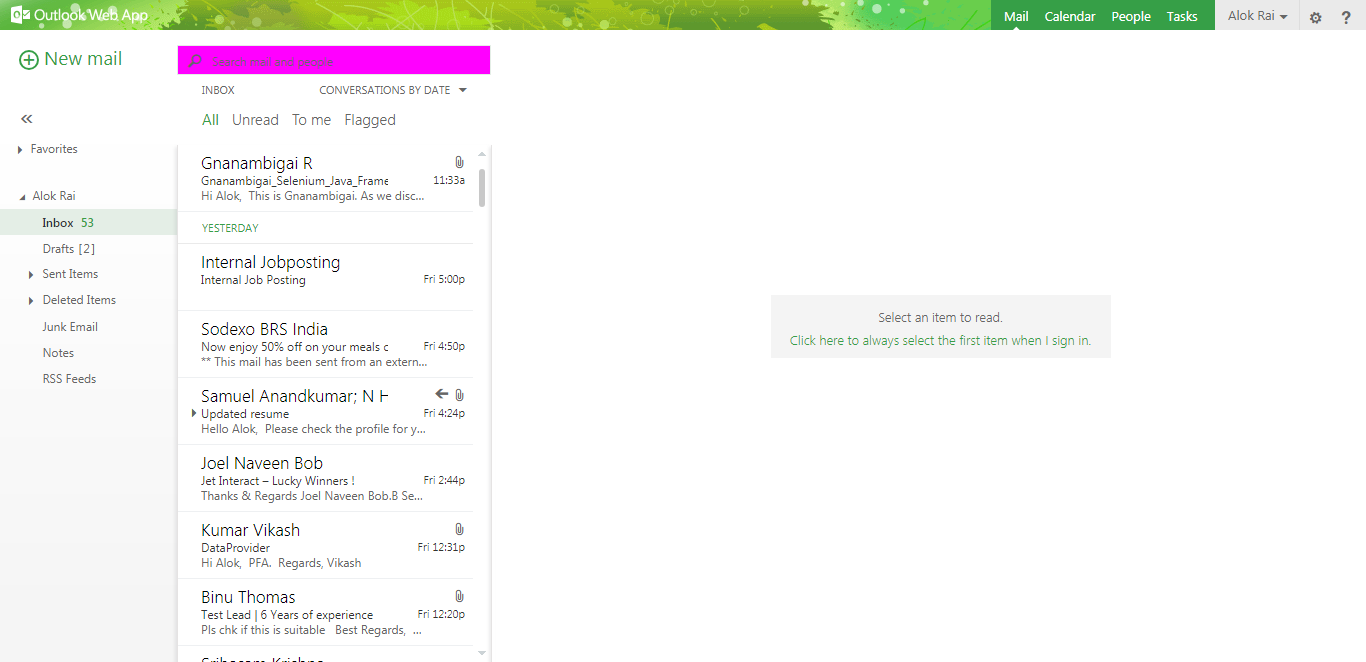 Outlook Web App
Mail Calendar People Tasks Alok Rai ?
New mail
Search mail and people
INBOX CONVERSATIONS BY DATE
All Unread To me Flagged
Favorites
Alok Rai
Inbox 53
Drafts [2]
Sent Items
Deleted Items
Junk Email
Notes
RSS Feeds
Gnanambigai R
Gnanambigai_Selenium_Java_Frame 11:33a
Hi Alok, This is Gnanambigai. As we disc...
YESTERDAY
Internal Jobposting
Internal Job Posting Fri 5:00p
Sodexo BRS India
Now enjoy 50% off on your meals c Fri 4:50p
** This mail has been sent from an extern...
Samuel Anandkumar; N H
Updated resume Fri 4:24p
Hello Alok, Please check the profile for y...
Joel Naveen Bob
Jet Interact – Lucky Winners ! Fri 2:44p
Thanks & Regards Joel Naveen Bob.B Se...
Kumar Vikash
DataProvider Fri 12:31p
Hi Alok, PFA. Regards, Vikash
Binu Thomas
Test Lead | 6 Years of experience Fri 12:20p
Pls chk if this is suitable Best Regards, ...
Select an item to read.
Click here to always select the first item when I sign in.